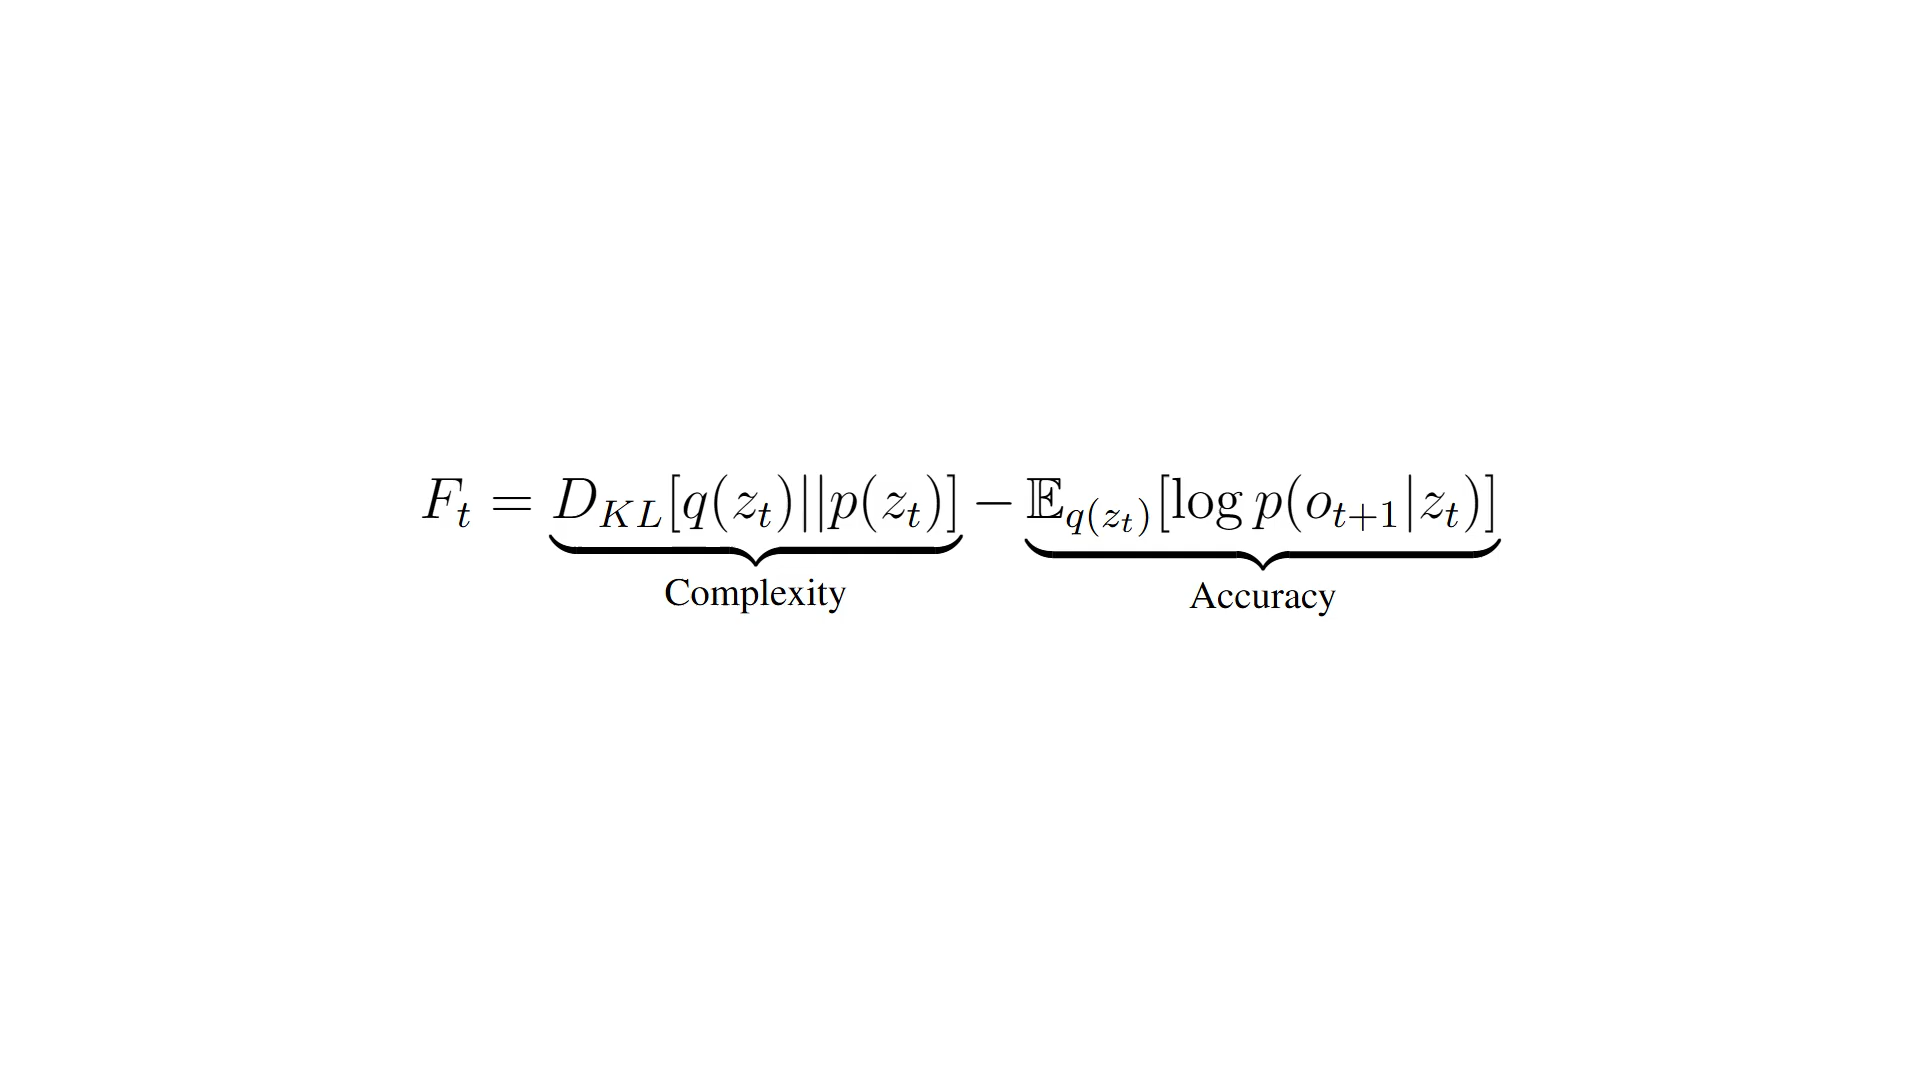 F_t = D_{KL}[q(z_t)||p(z_t)] − 𝔼_{q(z_t)}[log p(o_{t+1}|z_t)]
Complexity Accuracy